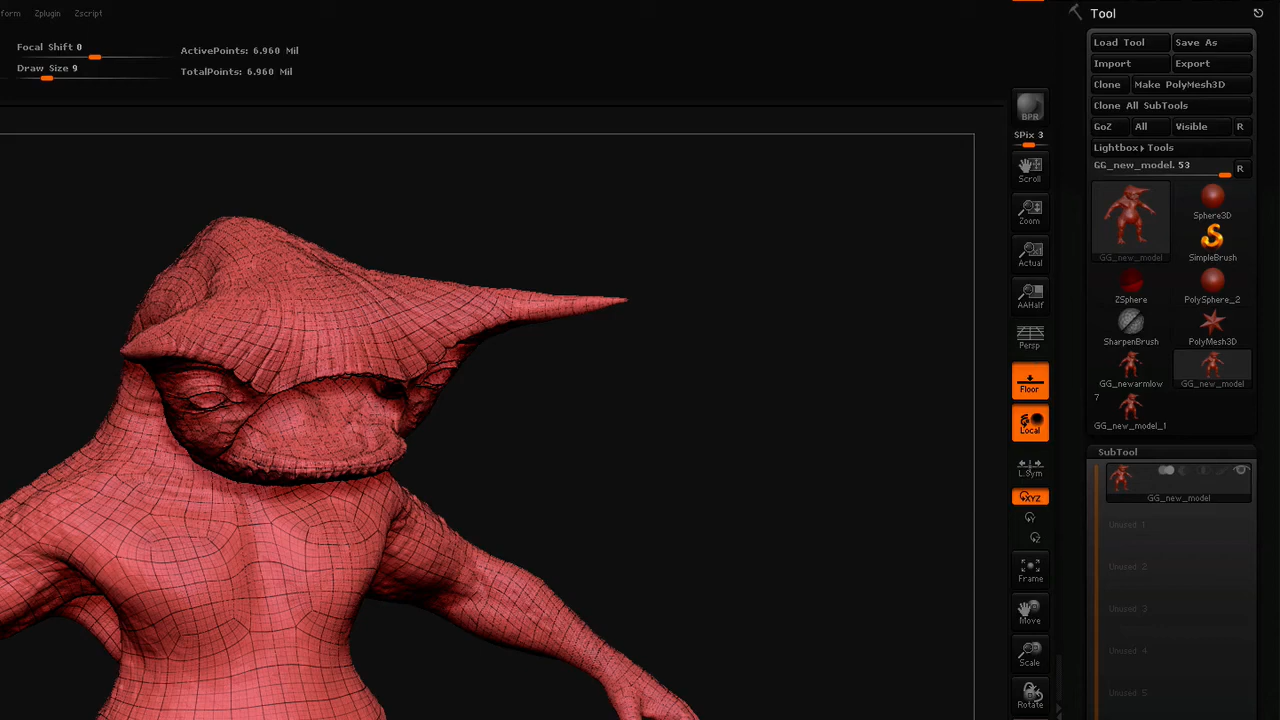 form Zplugin Zscript
Focal Shift 0
Draw Size 9
ActivePoints: 6.960 Mil
TotalPoints: 6.960 Mil
BPR
SPix 3
Scroll
Zoom
Actual
AAHalf
Persp
Floor
Local
L.Sym
XYZ
Y
Z
Frame
Move
Scale
Rotate
Tool
Load Tool Save As
Import Export
Clone Make PolyMesh3D
Clone All SubTools
GoZ All Visible R
Lightbox▸Tools
GG_new_model. 53 R
GG_new_model Sphere3D
SimpleBrush
ZSphere PolySphere_2
SharpenBrush PolyMesh3D
GG_newarmlow GG_new_model
7
GG_new_model_1
SubTool
GG_new_model
Unused 1
Unused 2
Unused 3
Unused 4
Unused 5